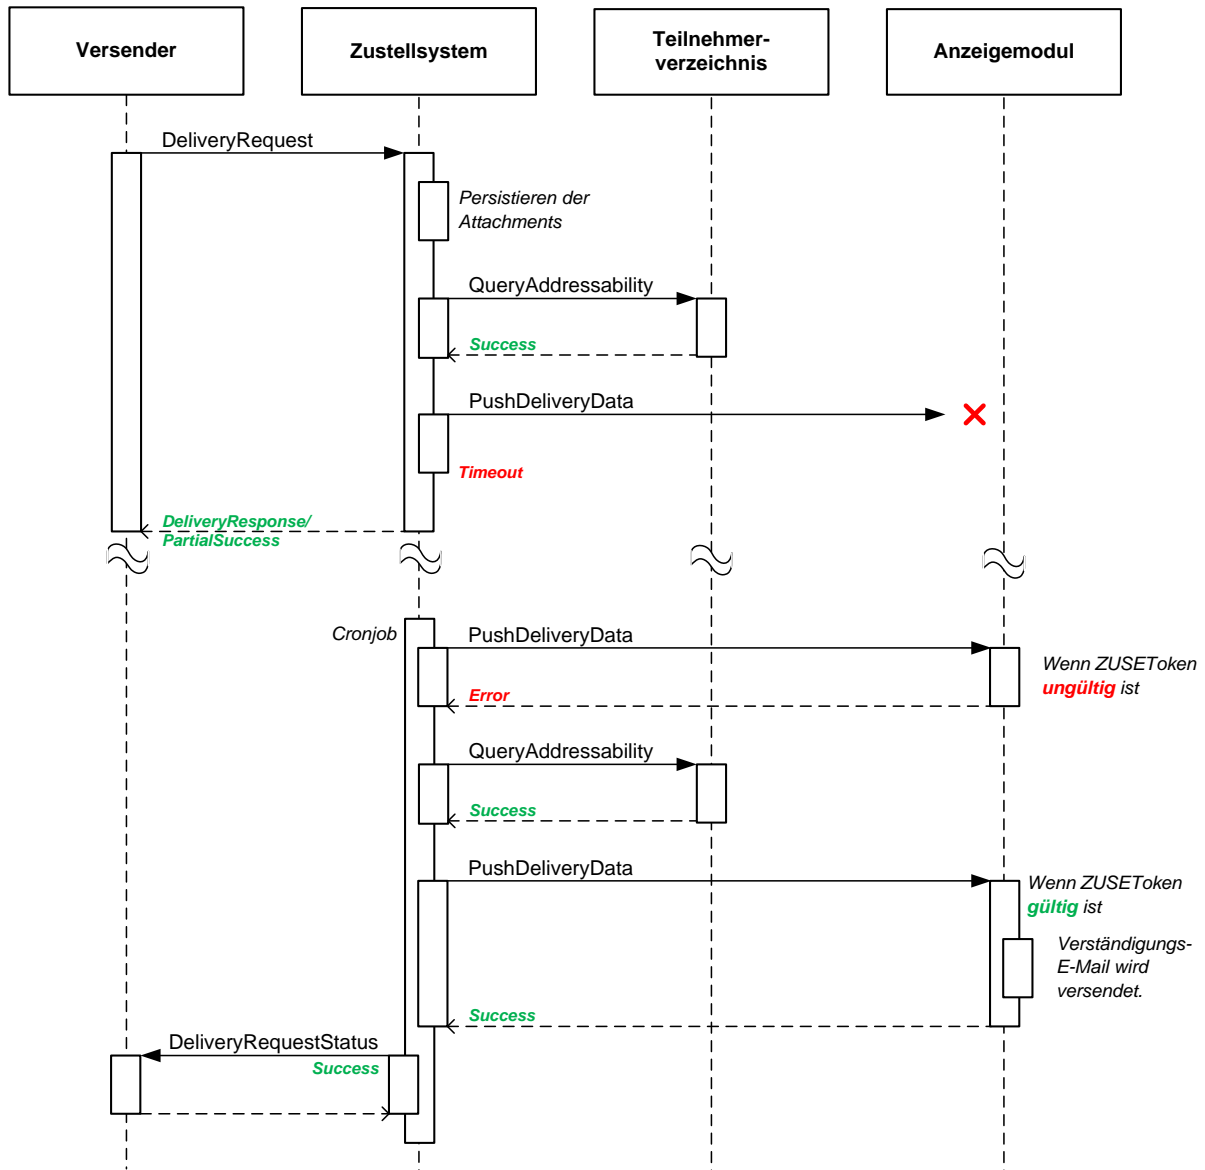 Versender
Zustellsystem
Teilnehmer-
verzeichnis
Anzeigemodul
DeliveryRequest
Persistieren der
Attachments
QueryAddressability
Success
PushDeliveryData
Timeout
DeliveryResponse/
PartialSuccess
Cronjob
PushDeliveryData
Wenn ZUSEToken
ungültig ist
Error
QueryAddressability
Success
PushDeliveryData
Wenn ZUSEToken
gültig ist
Verständigungs-
E-Mail wird
versendet.
Success
DeliveryRequestStatus
Success